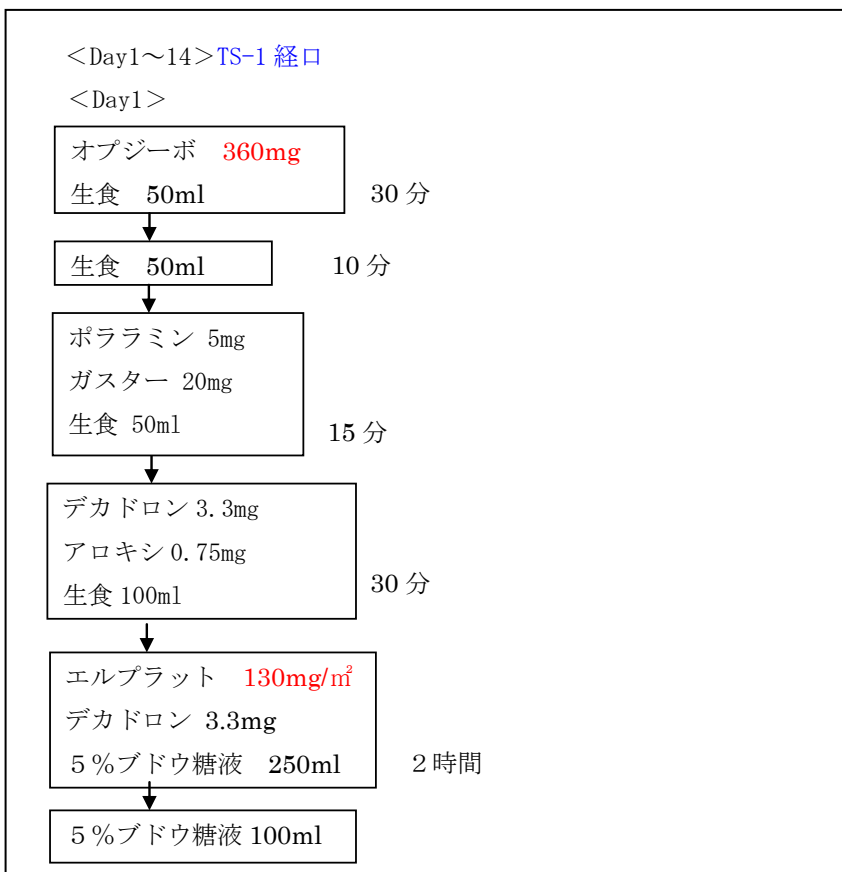 ＜Day1～14＞TS-1 経口
＜Day1＞
オプジーボ　360mg
生食　50ml
30 分
生食　50ml
10 分
ポララミン 5mg
ガスター 20mg
生食 50ml
15 分
デカドロン 3.3mg
アロキシ 0.75mg
生食 100ml
30 分
エルプラット　130mg/㎡
デカドロン 3.3mg
５％ブドウ糖液　250ml
２時間
５％ブドウ糖液 100ml